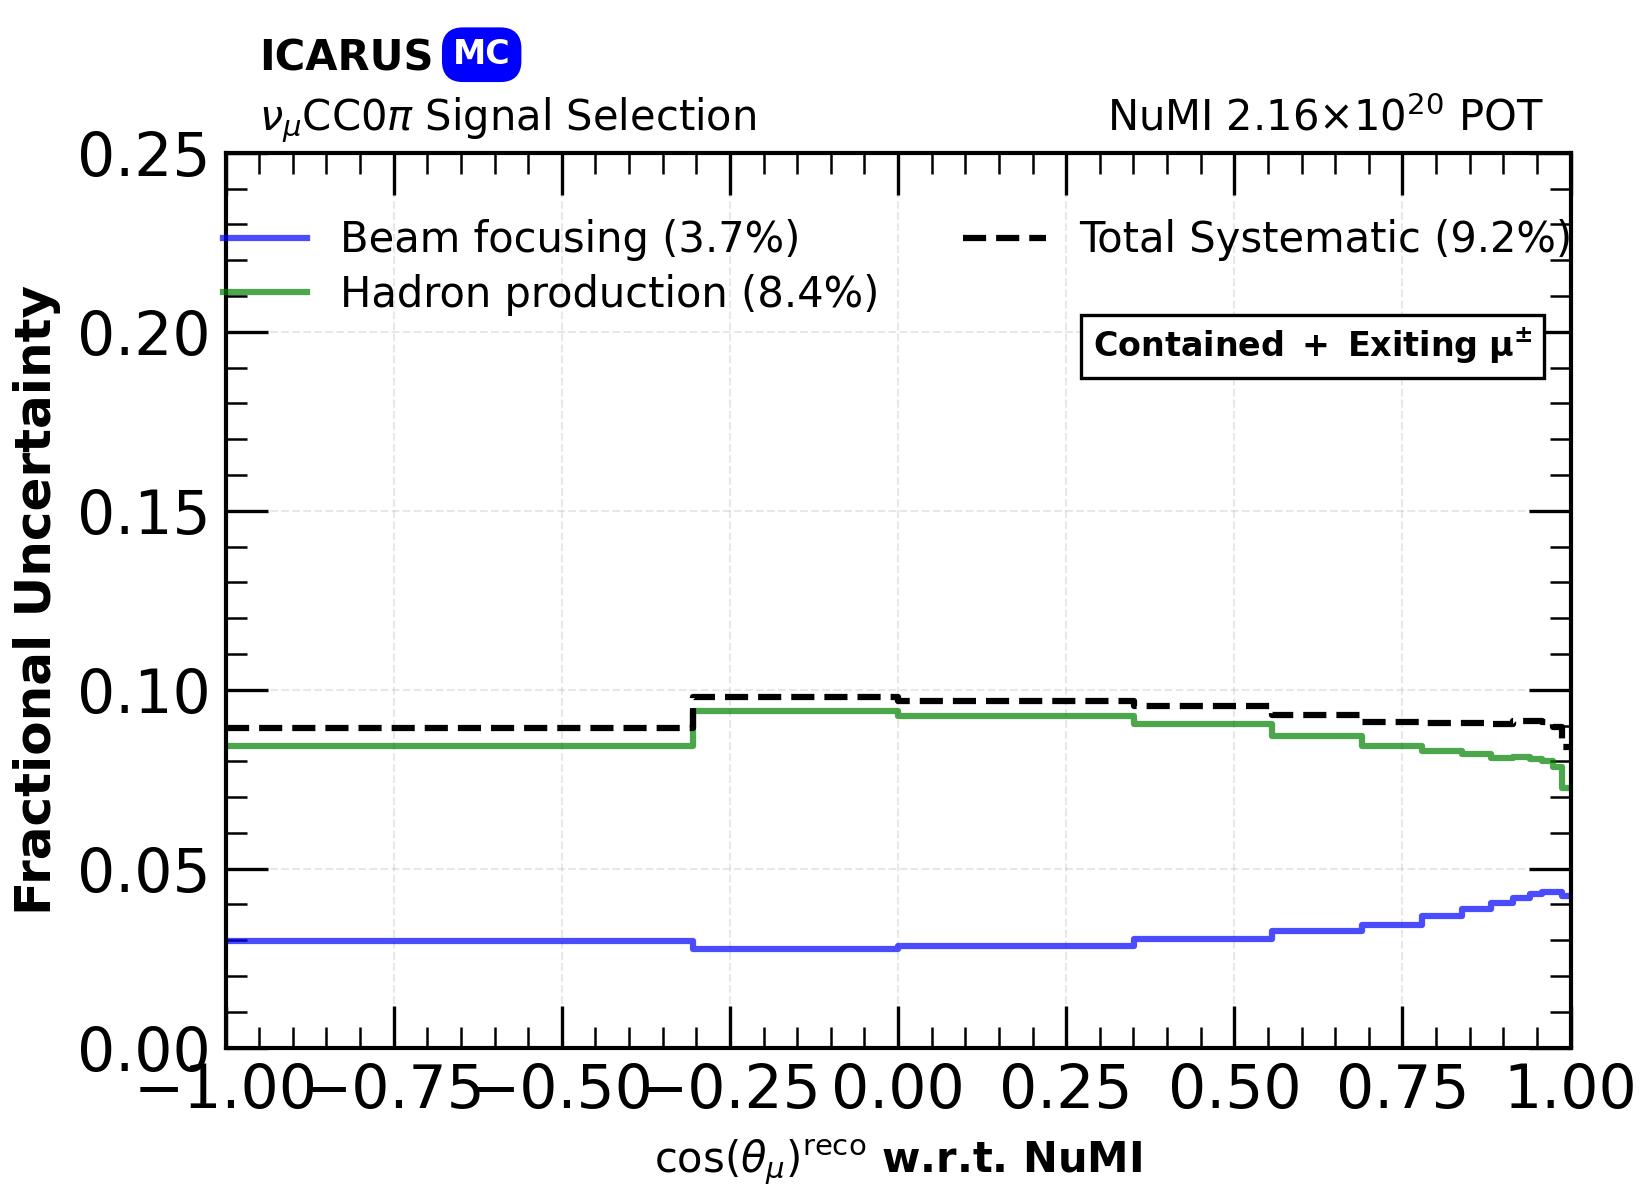 ICARUS MC
νμCC0π Signal Selection NuMI 2.16×10²⁰ POT
Beam focusing (3.7%)
Hadron production (8.4%)
Total Systematic (9.2%)
Contained + Exiting μ±
Fractional Uncertainty
0.25
0.20
0.15
0.10
0.05
0.00
−1.00 −0.75 −0.50 −0.25 0.00 0.25 0.50 0.75 1.00
cos(θμ)ʳᵉᶜᵒ w.r.t. NuMI